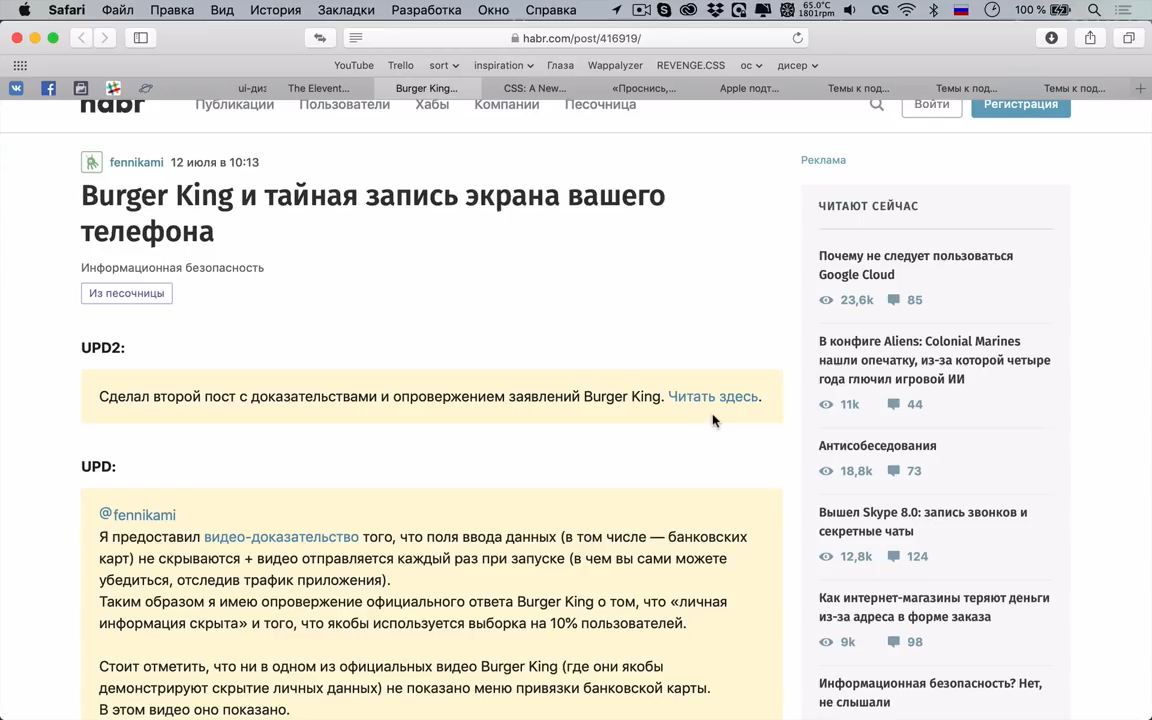 Safari Файл Правка Вид История Закладки Разработка Окно Справка 65.0°C 1801rpm 100 %
habr.com/post/416919/
YouTube Trello sort inspiration Глаза Wappalyzer REVENGE.CSS ос дисер
ui-диз The Elevent... Burger King... CSS: A New... «Проснись,... Apple подт... Темы к под... Темы к под... Темы к под...
habr Публикации Пользователи Хабы Компании Песочница Войти Регистрация
fennikami 12 июля в 10:13
Burger King и тайная запись экрана вашего
телефона
Информационная безопасность
Из песочницы
UPD2:
Сделал второй пост с доказательствами и опровержением заявлений Burger King. Читать здесь.
UPD:
@fennikami
Я предоставил видео-доказательство того, что поля ввода данных (в том числе — банковских
карт) не скрываются + видео отправляется каждый раз при запуске (в чем вы сами можете
убедиться, отследив трафик приложения).
Таким образом я имею опровержение официального ответа Burger King о том, что «личная
информация скрыта» и того, что якобы используется выборка на 10% пользователей.
Стоит отметить, что ни в одном из официальных видео Burger King (где они якобы
демонстрируют скрытие личных данных) не показано меню привязки банковской карты.
В этом видео оно показано.
Реклама
ЧИТАЮТ СЕЙЧАС
Почему не следует пользоваться
Google Cloud
23,6k 85
В конфиге Aliens: Colonial Marines
нашли опечатку, из-за которой четыре
года глючил игровой ИИ
11k 44
Антисобеседования
18,8k 73
Вышел Skype 8.0: запись звонков и
секретные чаты
12,8k 124
Как интернет-магазины теряют деньги
из-за адреса в форме заказа
9k 98
Информационная безопасность? Нет,
не слышали